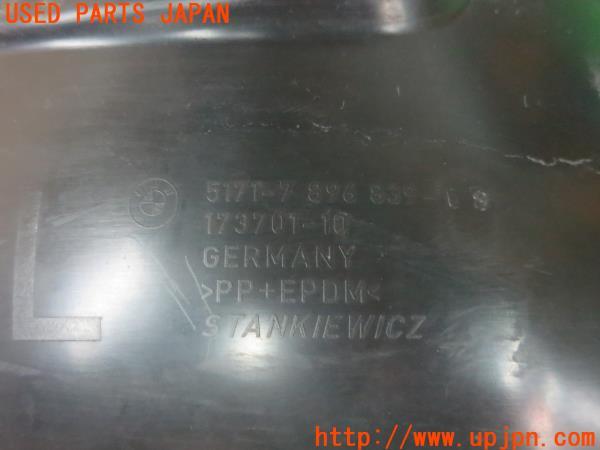 USED PARTS JAPAN
5171-7 896 839-
173701-10
GERMANY
>PP+EPDM<
STANKIEWICZ
L
http://www.upjpn.com/